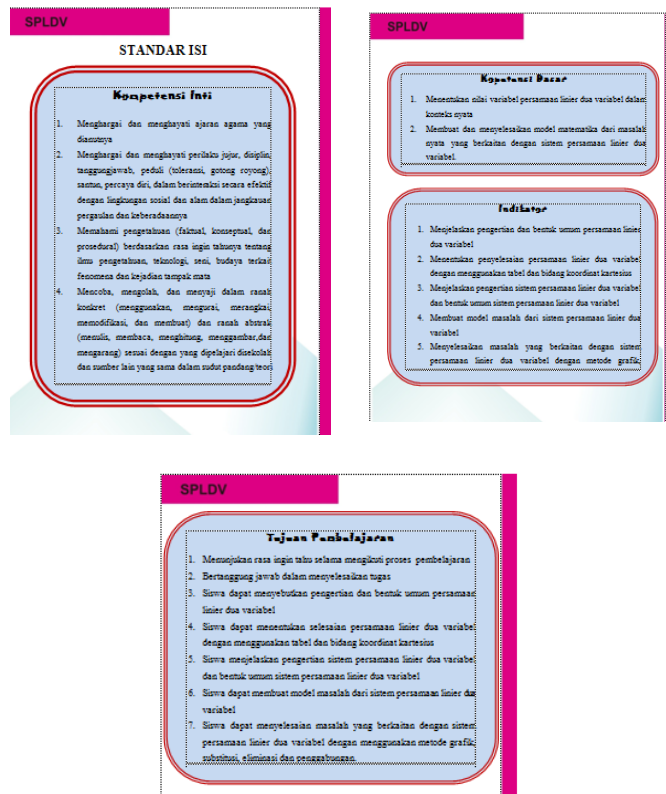 SPLDV
STANDAR ISI
Kompetensi Inti
1. Menghargai dan menghayati ajaran agama yang
dianutnya
2. Menghargai dan menghayati perilaku jujur, disiplin,
tanggungjawab, peduli (toleransi, gotong royong),
santun, percaya diri, dalam berinteraksi secara efektif
dengan lingkungan sosial dan alam dalam jangkauan
pergaulan dan keberadaannya
3. Memahami pengetahuan (faktual, konseptual, dan
prosedural) berdasarkan rasa ingin tahunya tentang
ilmu pengetahuan, teknologi, seni, budaya terkait
fenomena dan kejadian tampak mata
4. Mencoba, mengolah, dan menyaji dalam ranah
konkret (menggunakan, mengurai, merangkai,
memodifikasi, dan membuat) dan ranah abstrak
(menulis, membaca, menghitung, menggambar,dan
mengarang) sesuai dengan yang dipelajari disekolah
dan sumber lain yang sama dalam sudut pandang/teori
SPLDV
Kopetensi Dasar
1. Menentukan nilai variabel persamaan linier dua variabel dalam
konteks nyata
2. Membuat dan menyelesaikan model matematika dari masalah
nyata yang berkaitan dengan sistem persamaan linier dua
variabel.
Indikator
1. Menjelaskan pengertian dan bentuk umum persamaan linier
dua variabel
2. Menentukan penyelesaian persamaan linier dua variabel
dengan menggunakan tabel dan bidang koordinat kartesius
3. Menjelaskan pengertian sistem persamaan linier dua variabel
dan bentuk umum sistem persamaan linier dua variabel
4. Membuat model masalah dari sistem persamaan linier dua
variabel
5. Menyelesaikan masalah yang berkaitan dengan sistem
persamaan linier dua variabel dengan metode grafik,
SPLDV
Tujuan Pembelajaran
1. Menunjukan rasa ingin tahu selama mengikuti proses pembelajaran
2. Bertanggung jawab dalam menyelesaikan tugas
3. Siswa dapat menyebutkan pengertian dan bentuk umum persamaan
linier dua variabel
4. Siswa dapat menentukan selesaian persamaan linier dua variabel
dengan menggunakan tabel dan bidang koordinat kartesius
5. Siswa menjelaskan pengertian sistem persamaan linier dua variabel
dan bentuk umum sistem persamaan linier dua variabel
6. Siswa dapat membuat model masalah dari sistem persamaan linier dua
variabel
7. Siswa dapat menyelesaian masalah yang berkaitan dengan sistem
persamaan linier dua variabel dengan menggunakan metode grafik,
substitusi, eliminasi dan penggabungan.